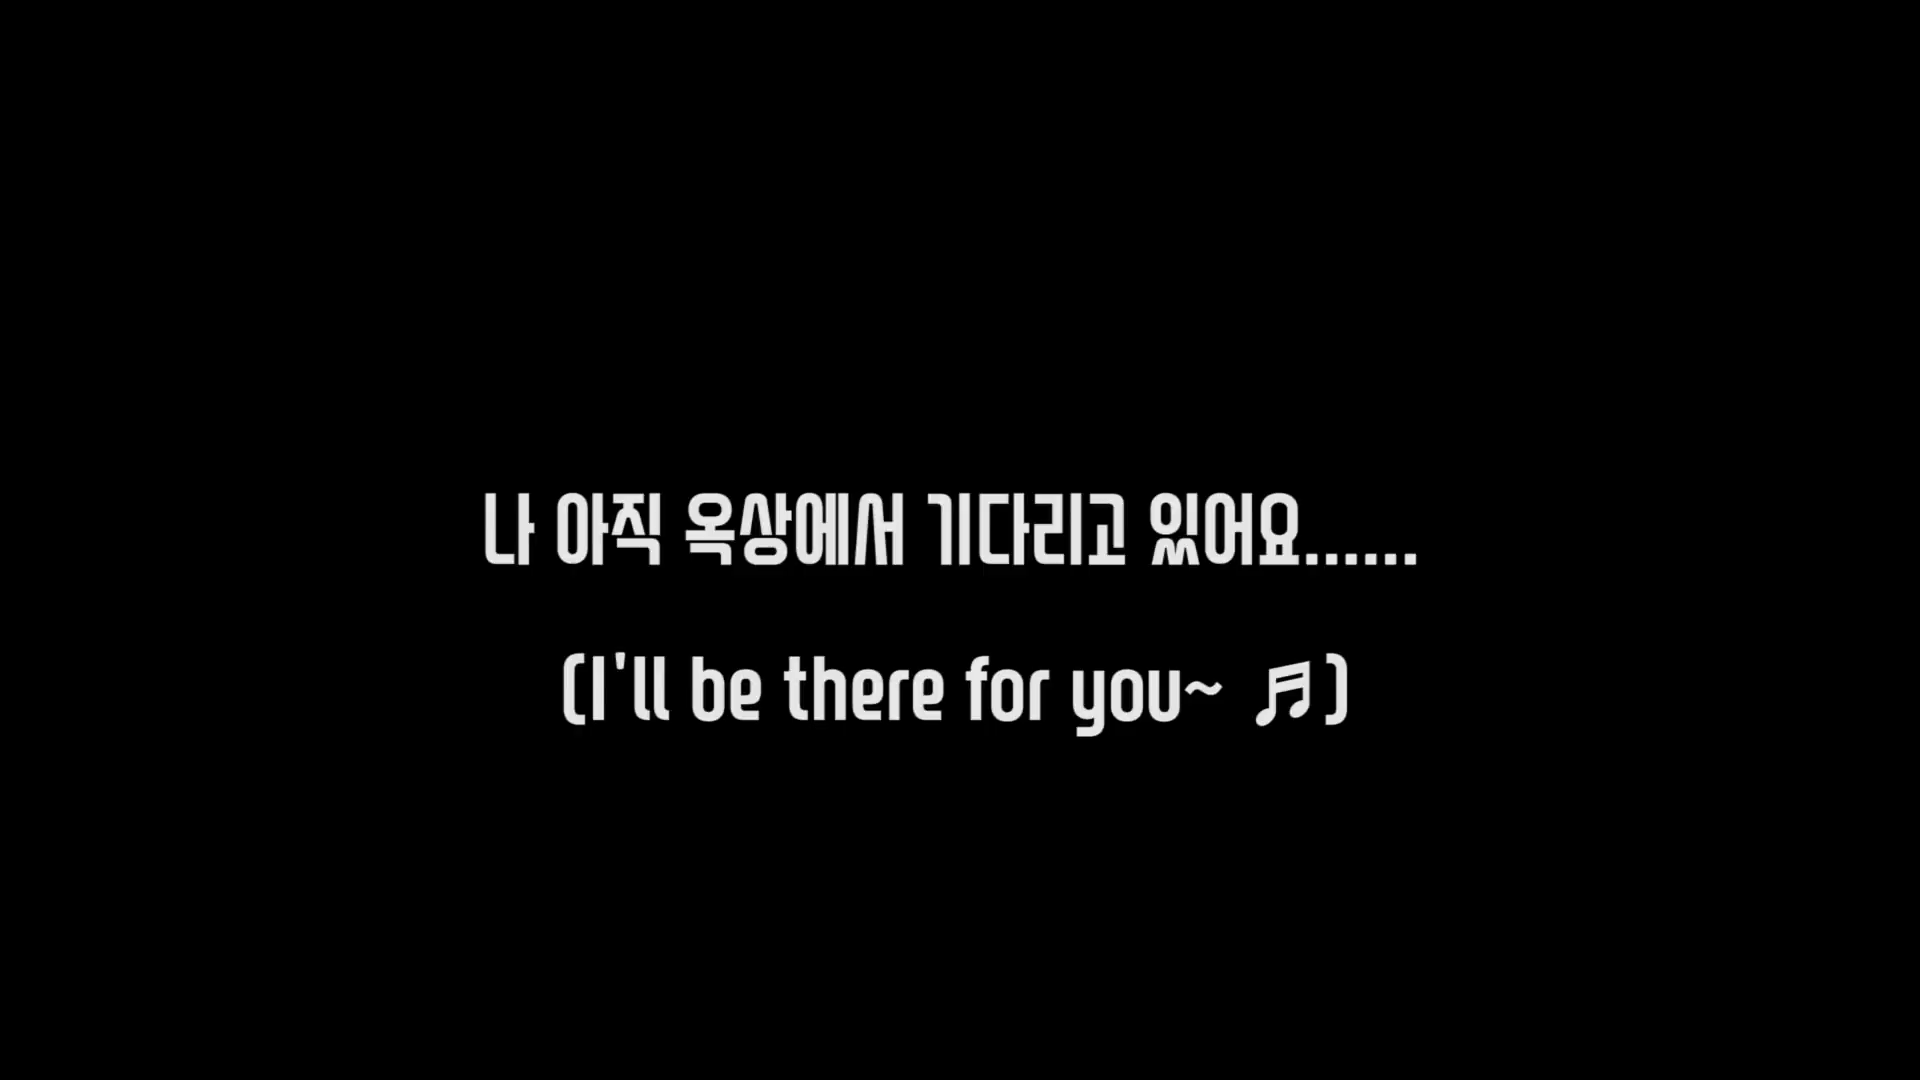 나 아직 옥상에서 기다리고 있어요......
(I'll be there for you~ ♬)